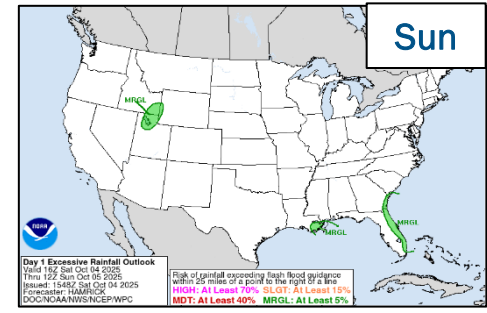 Sun
MRGL
MRGL
MRGL
NOAA
Day 1 Excessive Rainfall Outlook
Valid 16Z Sat Oct 04 2025
Thru 12Z Sun Oct 05 2025
Issued: 1548Z Sat Oct 04 2025
Forecaster: HAMRICK
DOC/NOAA/NWS/NCEP/WPC
Risk of rainfall exceeding flash flood guidance
within 25 miles of a point to the right of a line
HIGH: At Least 70% SLGT: At Least 15%
MDT: At Least 40% MRGL: At Least 5%